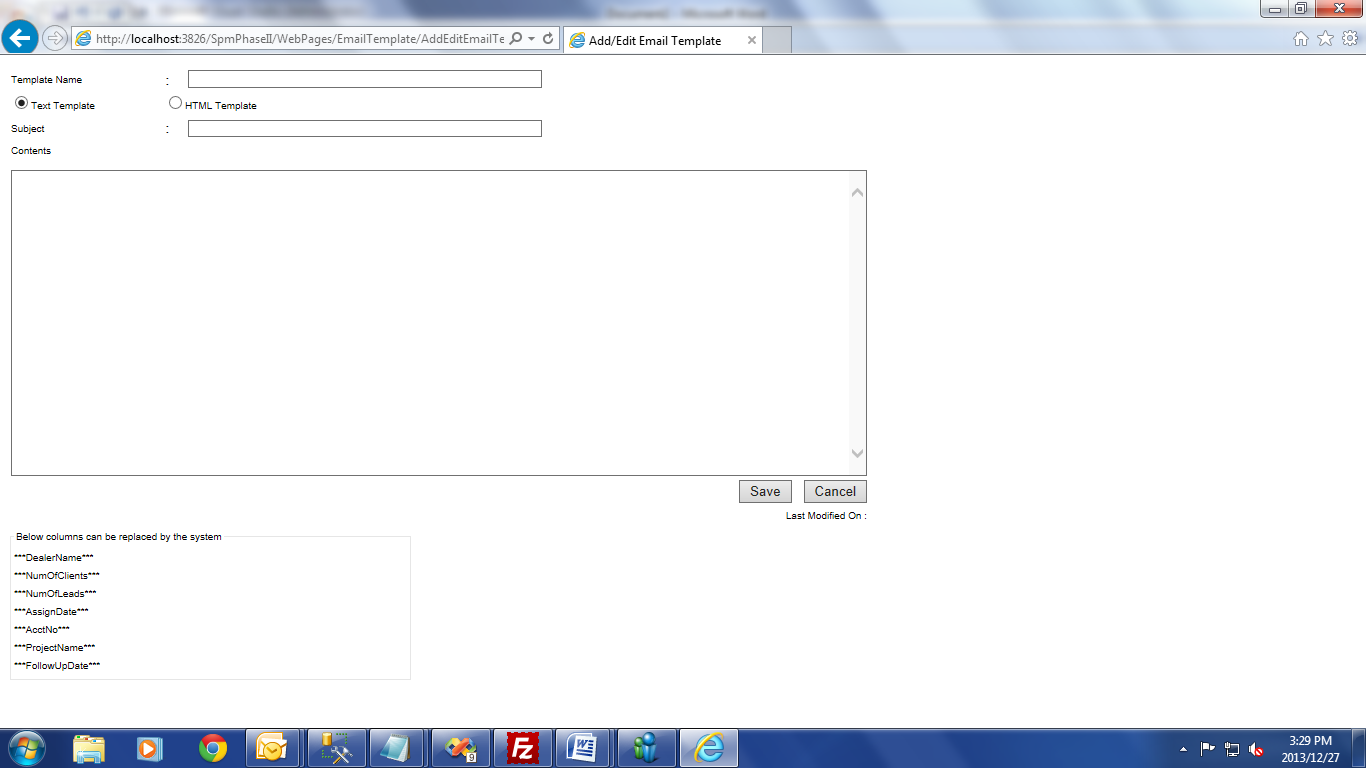 http://localhost:3826/SpmPhaseII/WebPages/EmailTemplate/AddEditEmailTe
Add/Edit Email Template
Template Name :
Text Template HTML Template
Subject :
Contents
Save Cancel
Last Modified On :
Below columns can be replaced by the system
***DealerName***
***NumOfClients***
***NumOfLeads***
***AssignDate***
***AcctNo***
***ProjectName***
***FollowUpDate***
9
3:29 PM
2013/12/27